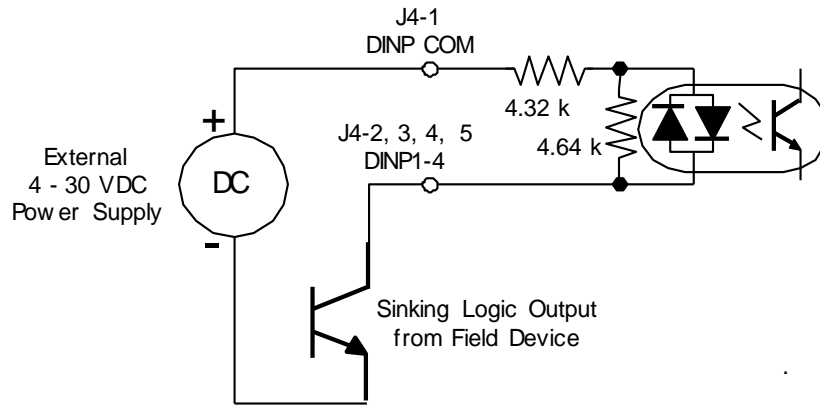 J4-1
DINP COM
4.32 k
4.64 k
J4-2, 3, 4, 5
DINP1-4
+
External
4 - 30 VDC
Power Supply
DC
-
Sinking Logic Output
from Field Device
.